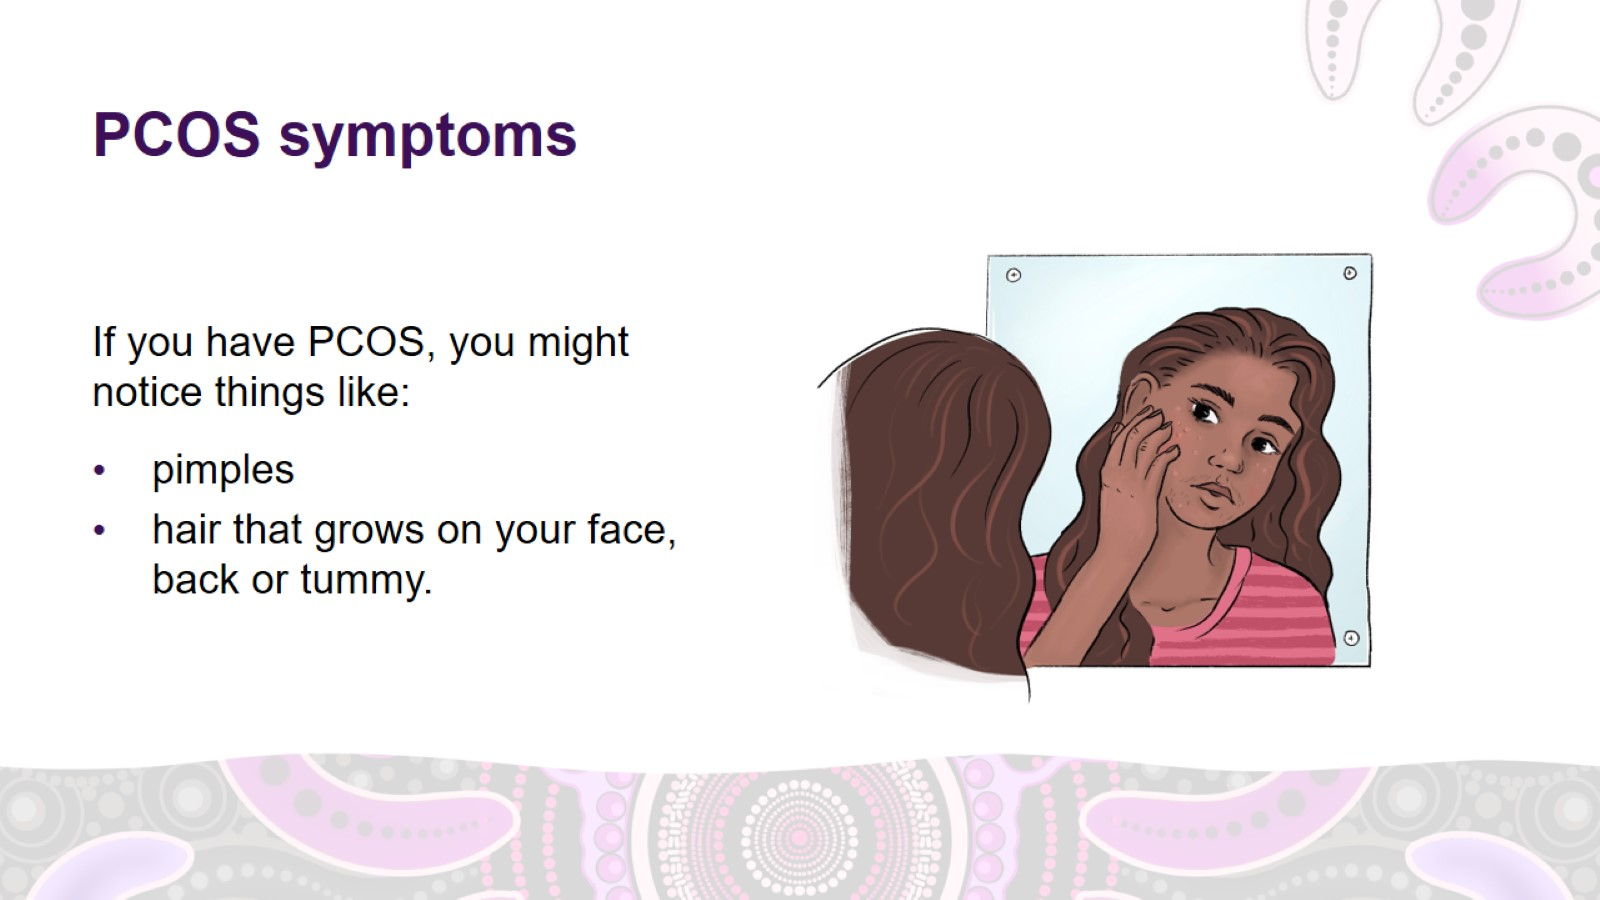 PCOS symptoms
If you have PCOS, you might
notice things like:
• pimples
• hair that grows on your face,
back or tummy.